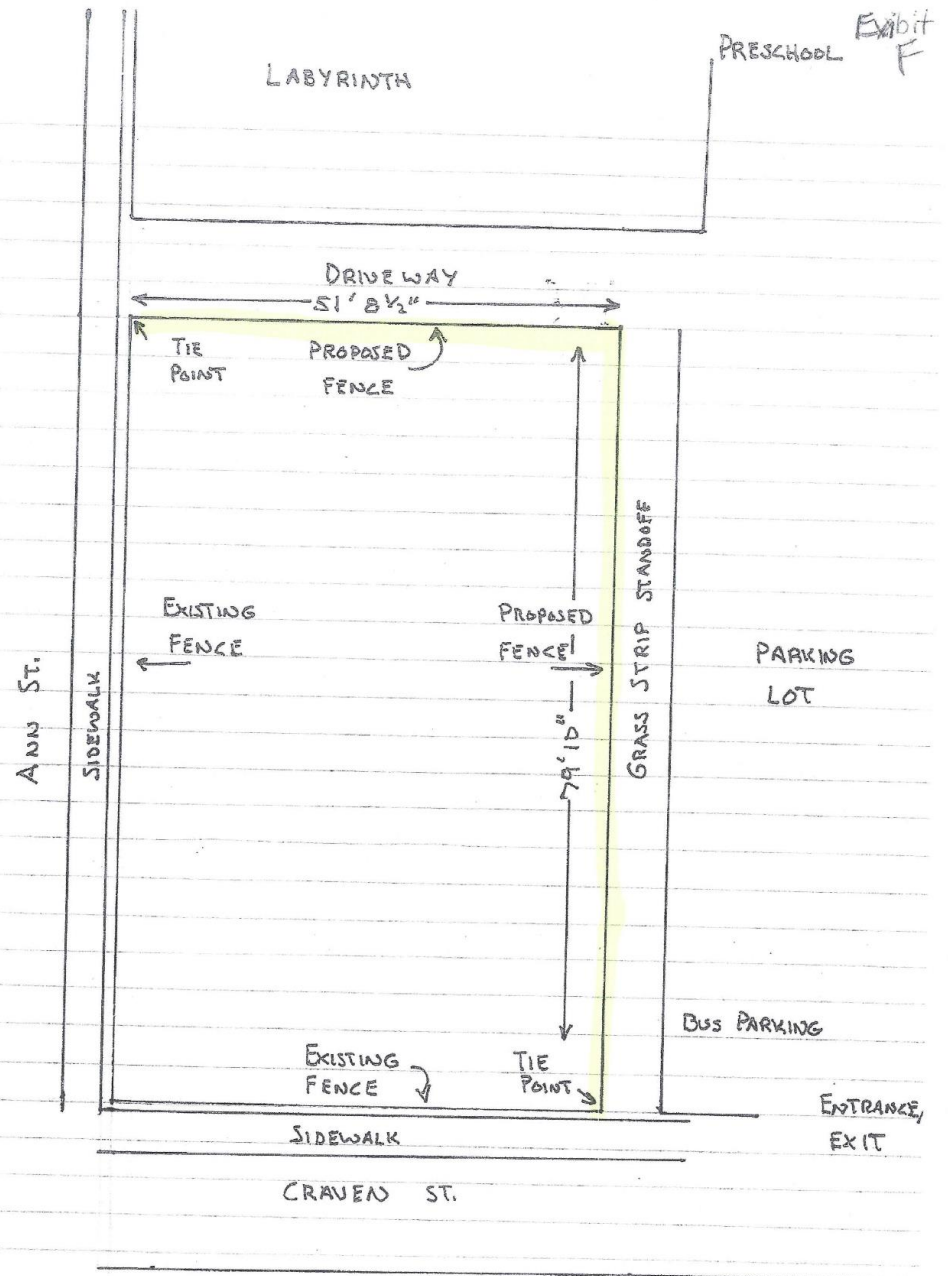 Exibit
F
PRESCHOOL
LABYRINTH
DRIVEWAY
51' 8½"
TIE
POINT
PROPOSED
FENCE
EXISTING
FENCE
PROPOSED
FENCE
79' 10"
GRASS STRIP STANDOFF
PARKING
LOT
ANN ST.
SIDEWALK
BUS PARKING
EXISTING
FENCE
TIE
POINT
ENTRANCE,
EXIT
SIDEWALK
CRAVEN ST.